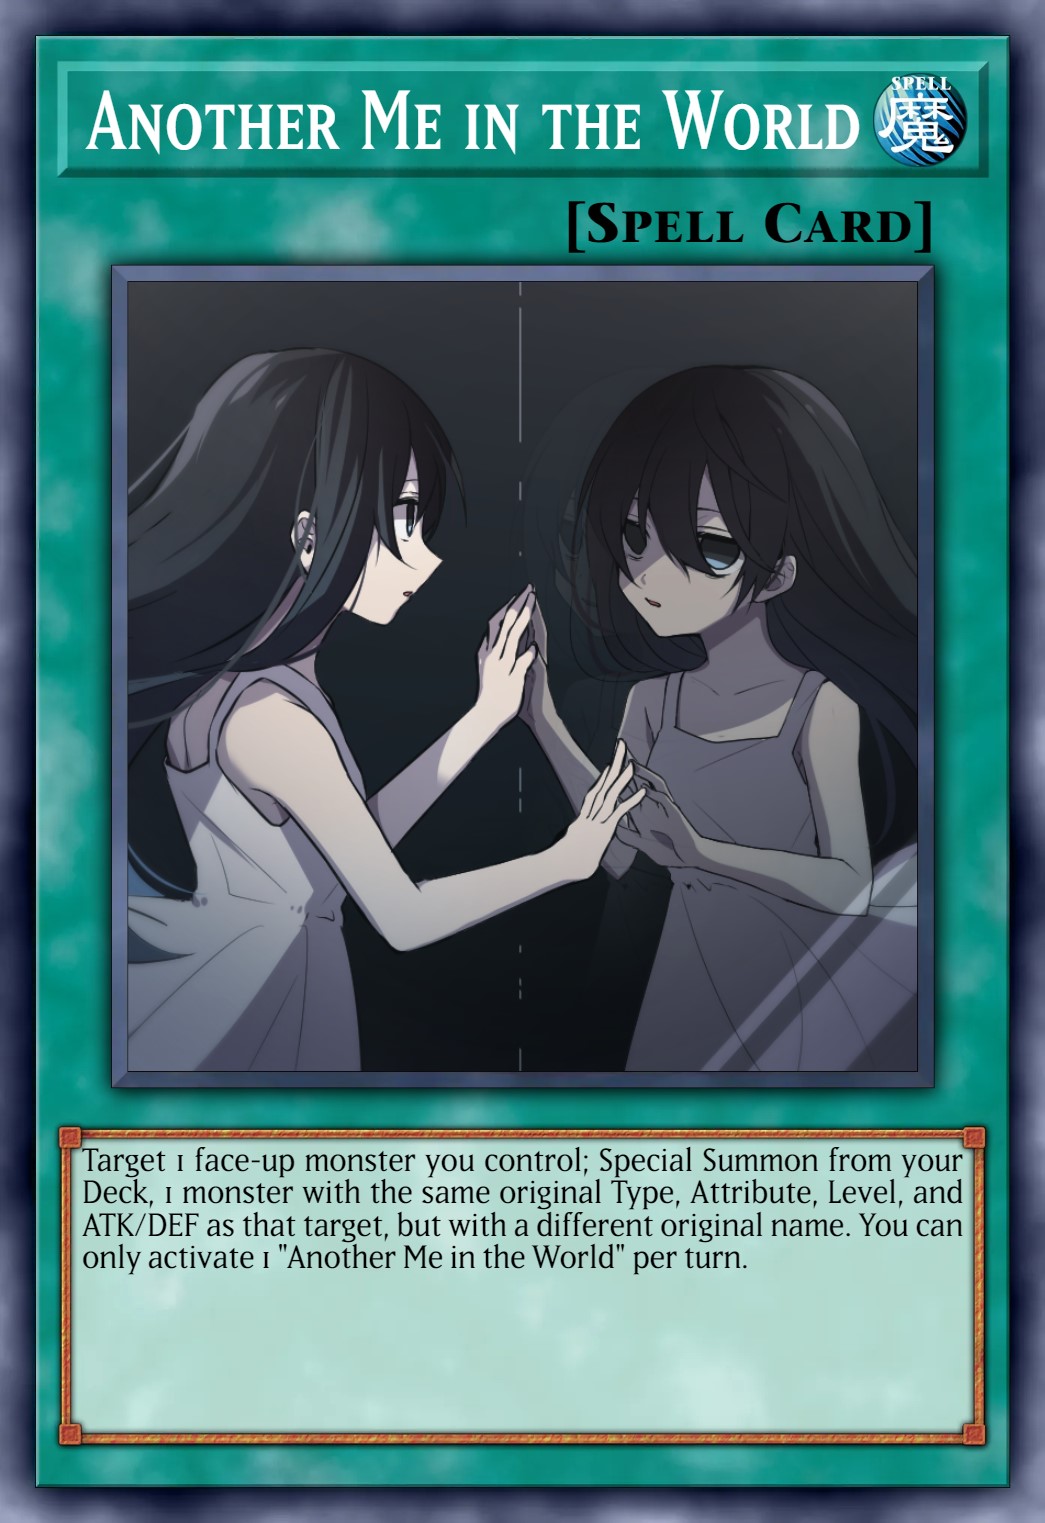 Another Me in the World
SPELL
魔
[Spell Card]
Target 1 face-up monster you control; Special Summon from your
Deck, 1 monster with the same original Type, Attribute, Level, and
ATK/DEF as that target, but with a different original name. You can
only activate 1 "Another Me in the World" per turn.